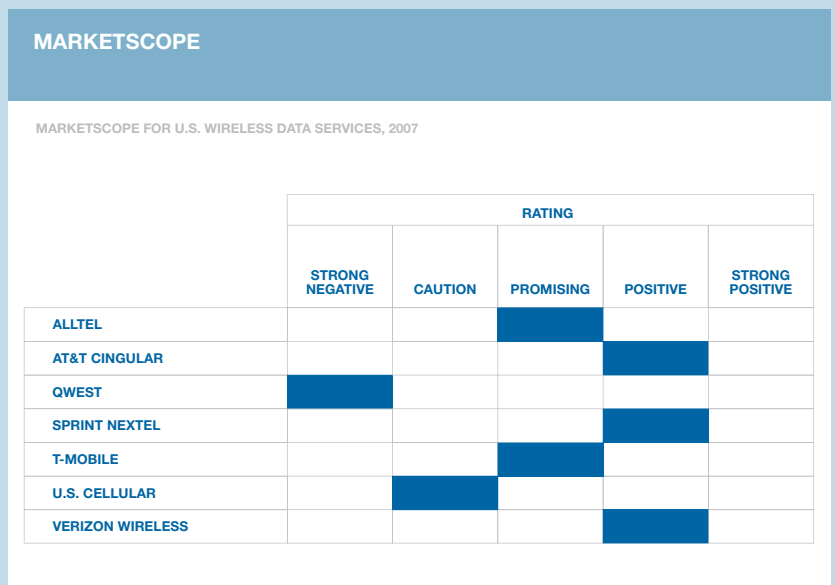 MARKETSCOPE
MARKETSCOPE FOR U.S. WIRELESS DATA SERVICES, 2007
RATING
STRONG NEGATIVE CAUTION PROMISING POSITIVE STRONG POSITIVE
ALLTEL
AT&T CINGULAR
QWEST
SPRINT NEXTEL
T-MOBILE
U.S. CELLULAR
VERIZON WIRELESS